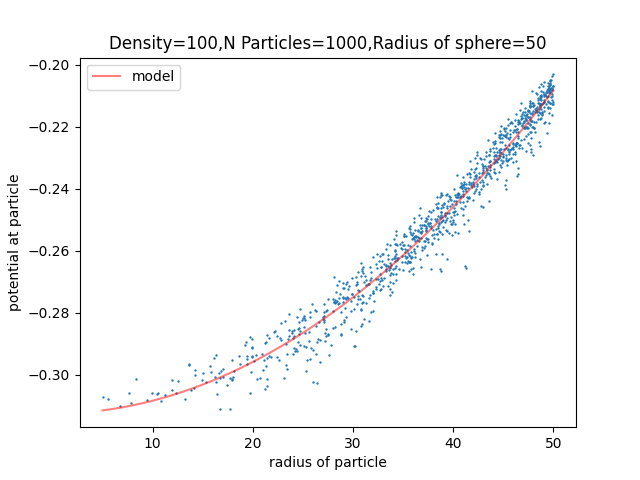 Density=100,N Particles=1000,Radius of sphere=50
model
potential at particle
−0.20
−0.22
−0.24
−0.26
−0.28
−0.30
10
20
30
40
50
radius of particle